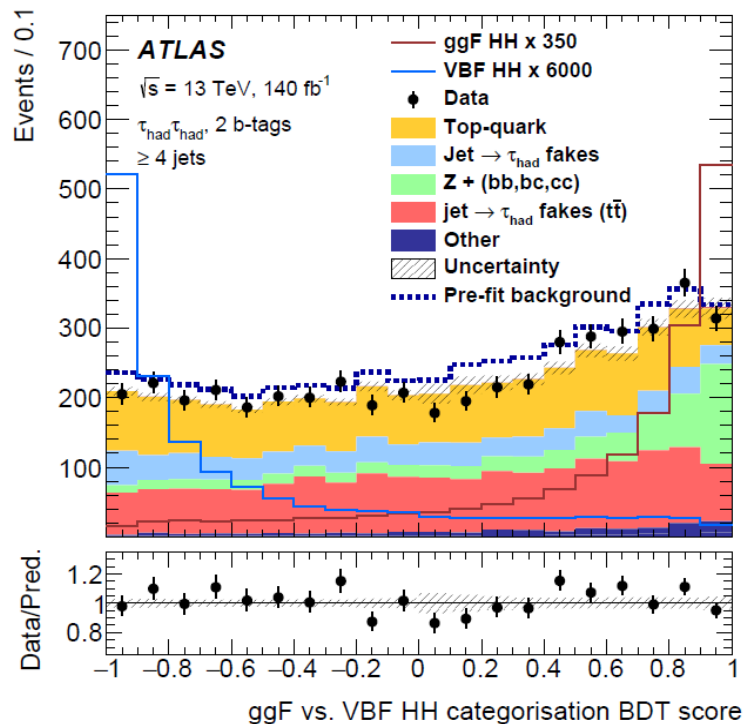 Events / 0.1
700
600
500
400
300
200
100
ATLAS
√s = 13 TeV, 140 fb⁻¹
τhadτhad, 2 b-tags
≥ 4 jets
ggF HH x 350
VBF HH x 6000
Data
Top-quark
Jet → τhad fakes
Z + (bb,bc,cc)
jet → τhad fakes (tt̄)
Other
Uncertainty
Pre-fit background
Data/Pred.
1.2
1
0.8
−1 −0.8 −0.6 −0.4 −0.2 0 0.2 0.4 0.6 0.8 1
ggF vs. VBF HH categorisation BDT score